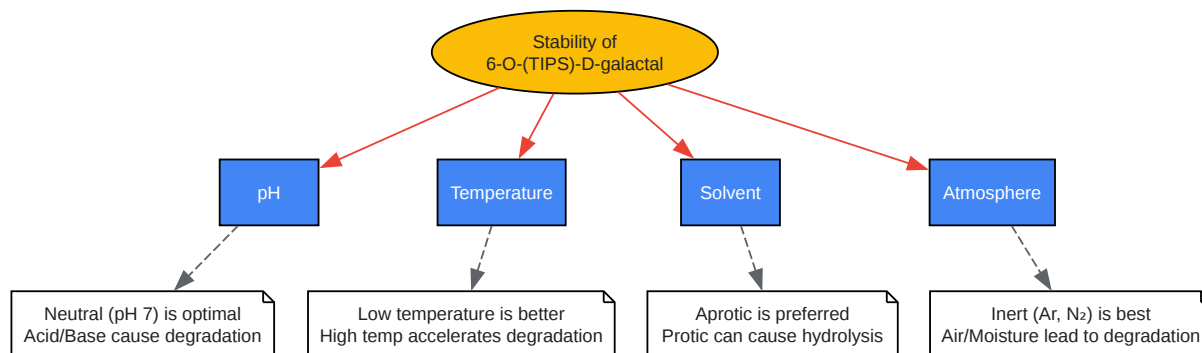 Stability of
6-O-(TIPS)-D-galactal
pH
Temperature
Solvent
Atmosphere
Neutral (pH 7) is optimal
Acid/Base cause degradation
Low temperature is better
High temp accelerates degradation
Aprotic is preferred
Protic can cause hydrolysis
Inert (Ar, N₂) is best
Air/Moisture lead to degradation